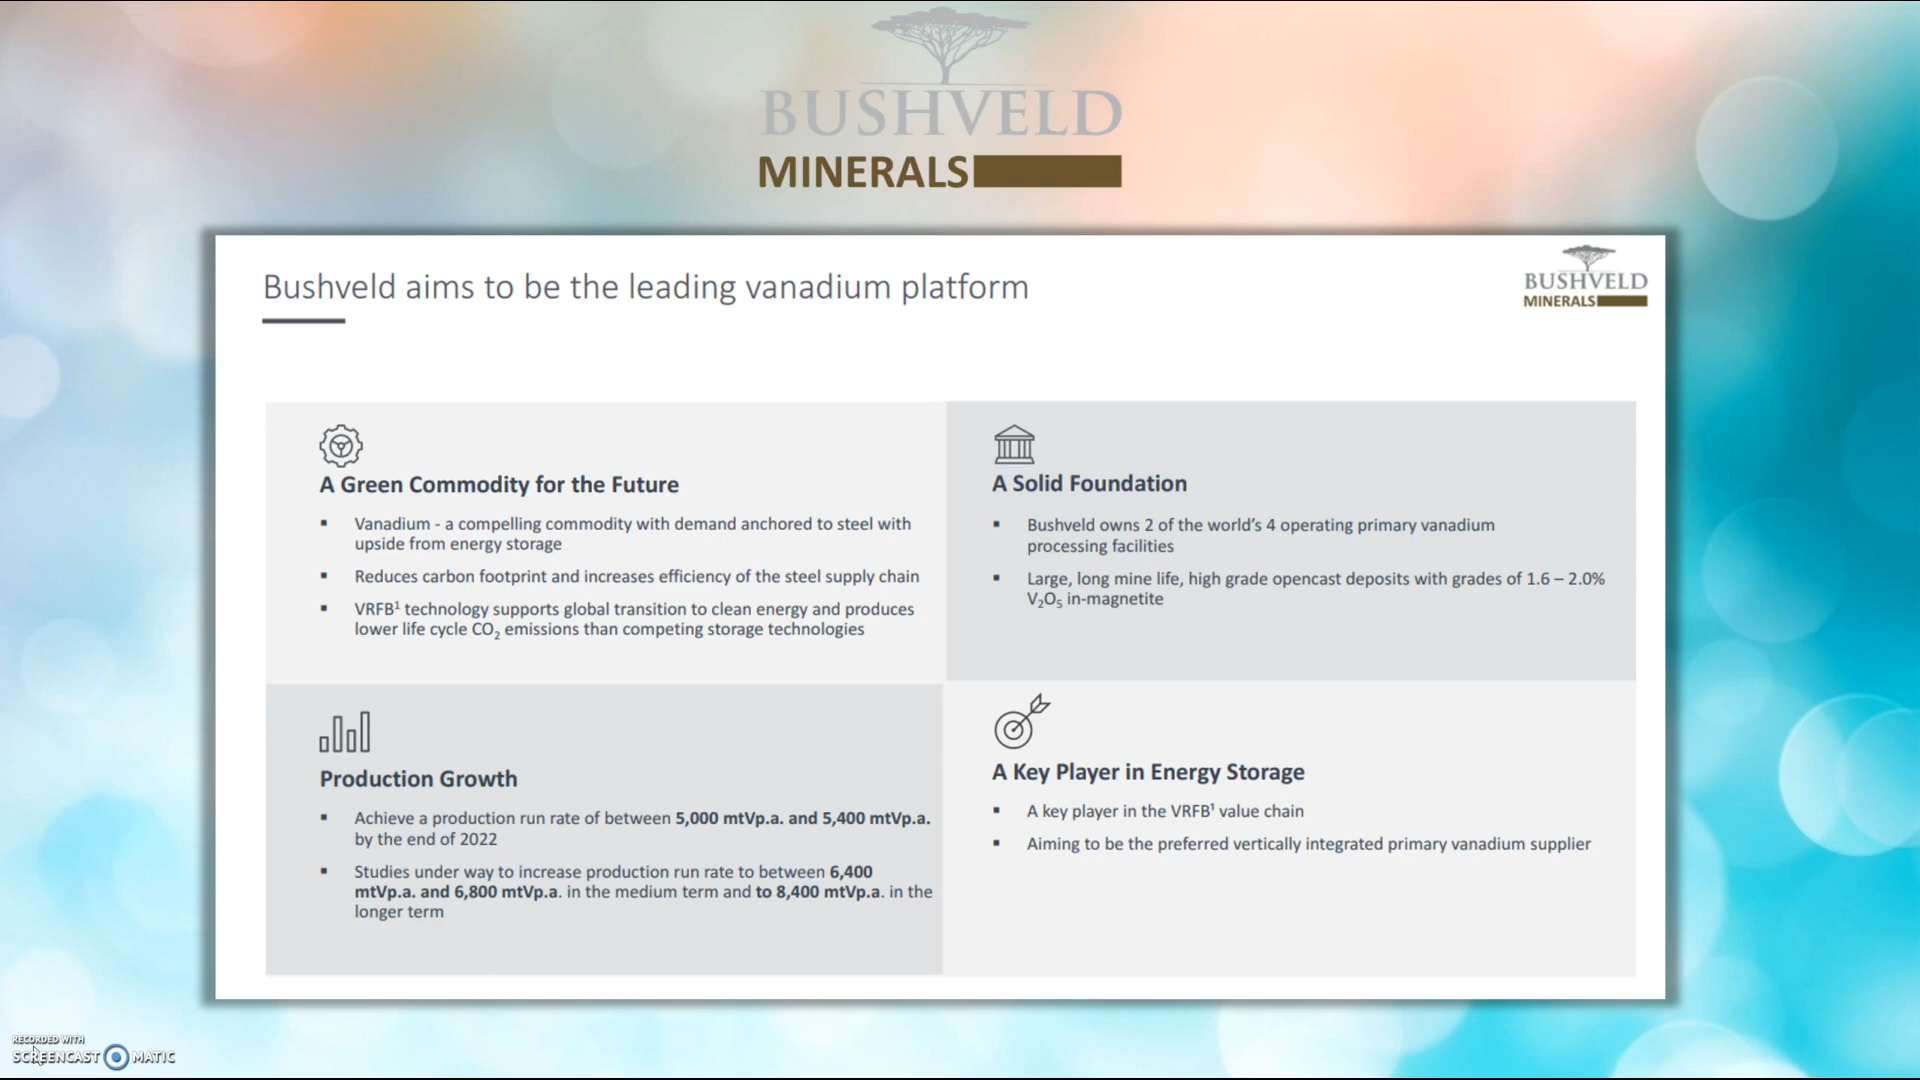 BUSHVELD
MINERALS
Bushveld aims to be the leading vanadium platform
BUSHVELD
MINERALS
A Green Commodity for the Future
▪ Vanadium - a compelling commodity with demand anchored to steel with
upside from energy storage
▪ Reduces carbon footprint and increases efficiency of the steel supply chain
▪ VRFB¹ technology supports global transition to clean energy and produces
lower life cycle CO₂ emissions than competing storage technologies
A Solid Foundation
▪ Bushveld owns 2 of the world's 4 operating primary vanadium
processing facilities
▪ Large, long mine life, high grade opencast deposits with grades of 1.6 – 2.0%
V₂O₅ in-magnetite
Production Growth
▪ Achieve a production run rate of between 5,000 mtVp.a. and 5,400 mtVp.a.
by the end of 2022
▪ Studies under way to increase production run rate to between 6,400
mtVp.a. and 6,800 mtVp.a. in the medium term and to 8,400 mtVp.a. in the
longer term
A Key Player in Energy Storage
▪ A key player in the VRFB¹ value chain
▪ Aiming to be the preferred vertically integrated primary vanadium supplier
RECORDED WITH
SCREENCAST MATIC